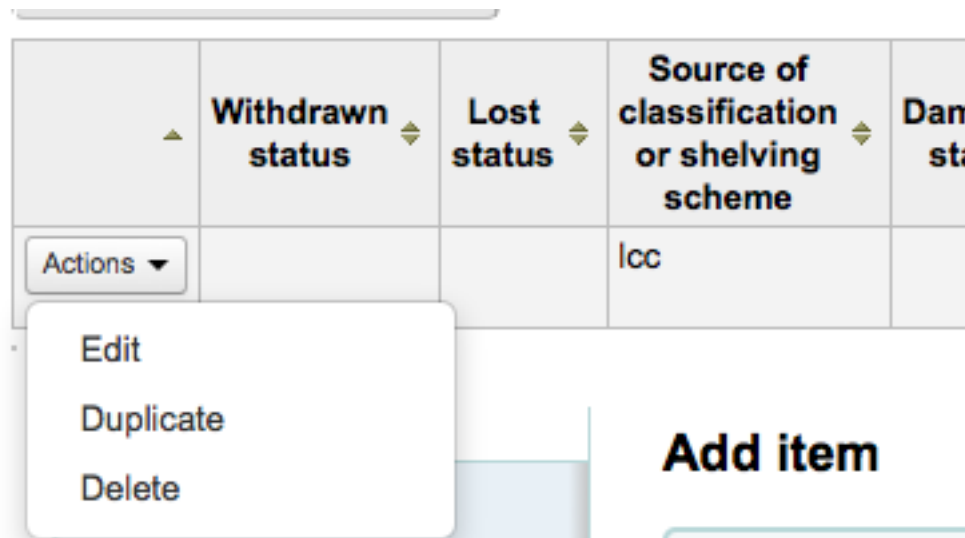 Withdrawn
status
Lost
status
Source of
classification
or shelving
scheme
Actions
lcc
Edit
Duplicate
Delete
Add item